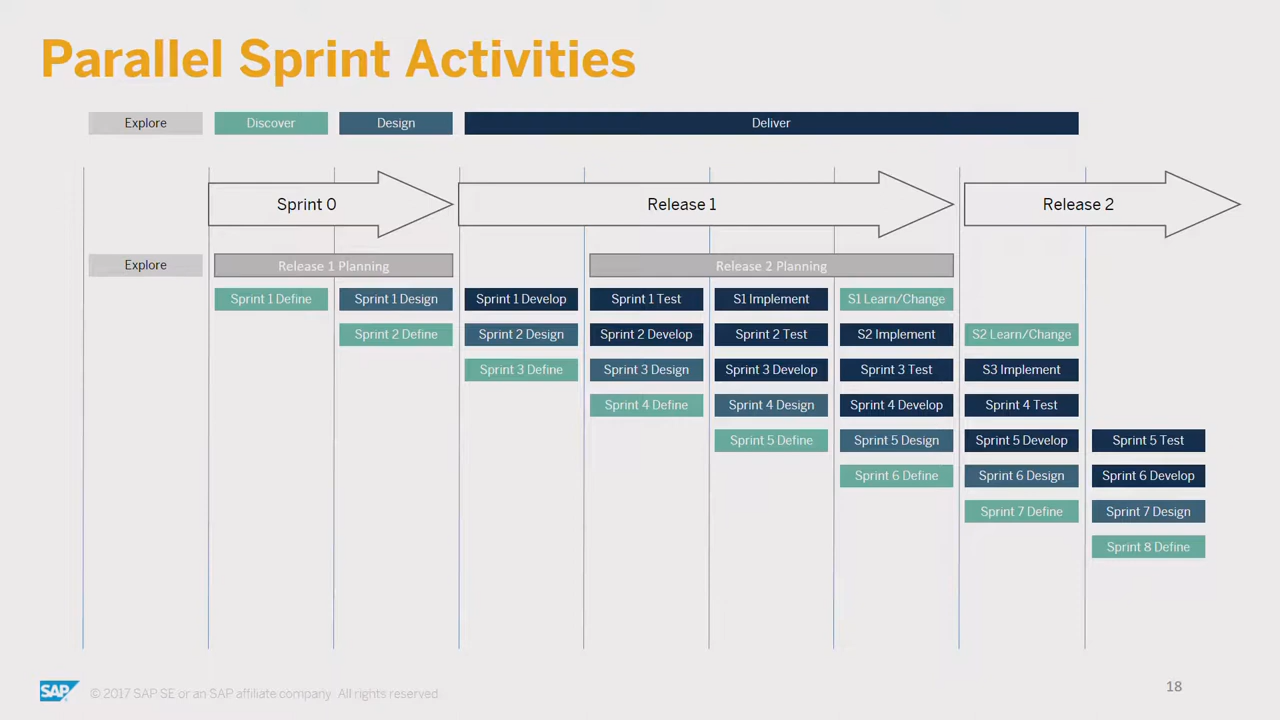 Parallel Sprint Activities
Explore Discover Design Deliver
Sprint 0 Release 1 Release 2
Explore Release 1 Planning Release 2 Planning
Sprint 1 Define Sprint 1 Design Sprint 1 Develop Sprint 1 Test S1 Implement S1 Learn/Change
Sprint 2 Define Sprint 2 Design Sprint 2 Develop Sprint 2 Test S2 Implement S2 Learn/Change
Sprint 3 Define Sprint 3 Design Sprint 3 Develop Sprint 3 Test S3 Implement
Sprint 4 Define Sprint 4 Design Sprint 4 Develop Sprint 4 Test
Sprint 5 Define Sprint 5 Design Sprint 5 Develop Sprint 5 Test
Sprint 6 Define Sprint 6 Design Sprint 6 Develop
Sprint 7 Define Sprint 7 Design
Sprint 8 Define
SAP © 2017 SAP SE or an SAP affiliate company. All rights reserved 18